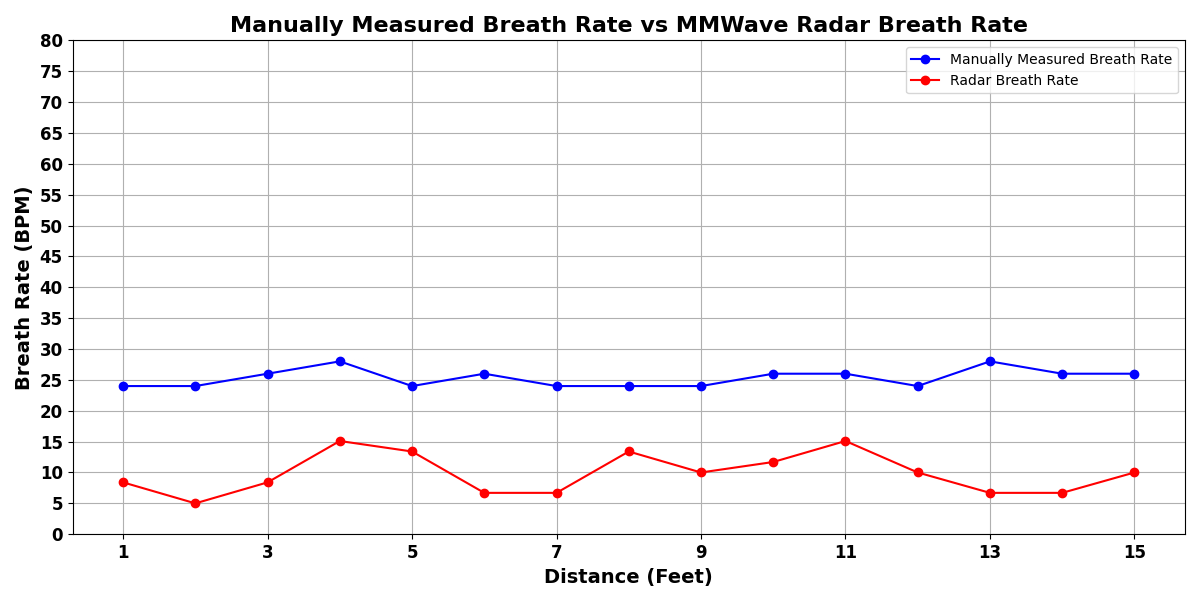 Manually Measured Breath Rate vs MMWave Radar Breath Rate
Manually Measured Breath Rate
Radar Breath Rate
Breath Rate (BPM)
80
75
70
65
60
55
50
45
40
35
30
25
20
15
10
5
0
1 3 5 7 9 11 13 15
Distance (Feet)